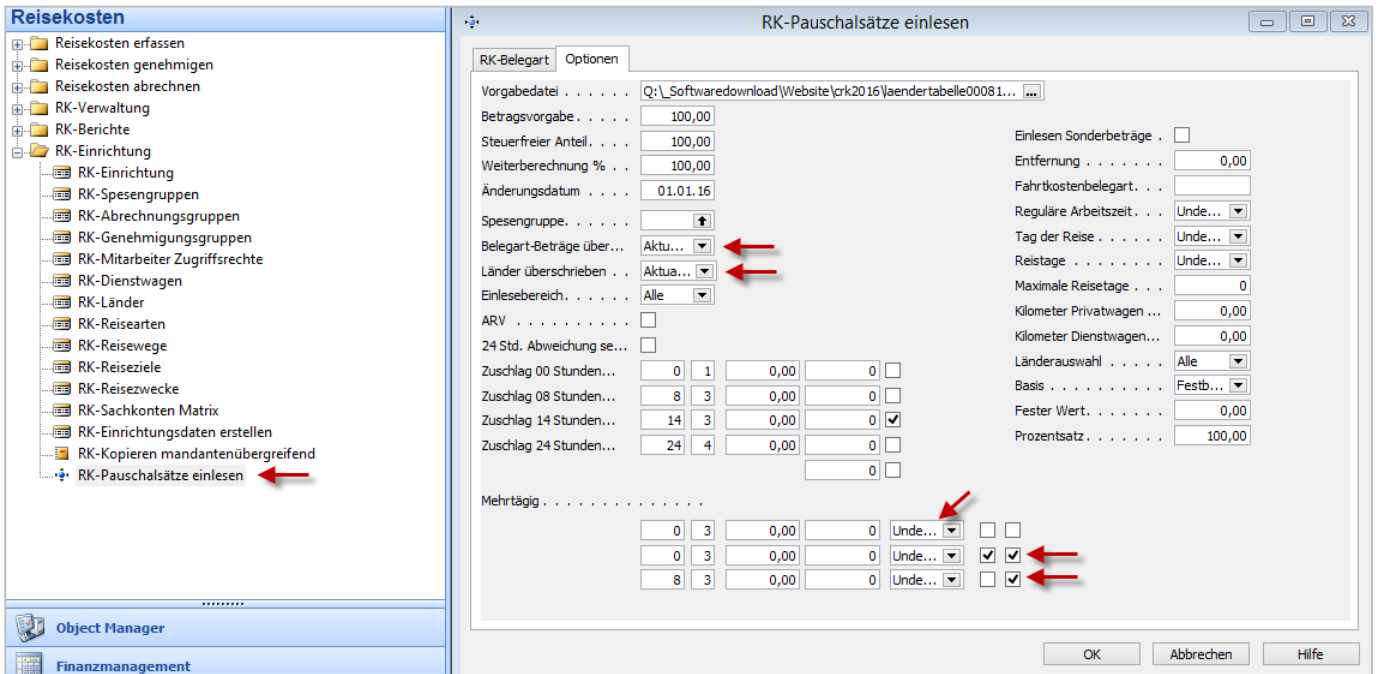 Reisekosten
Reisekosten erfassen
Reisekosten genehmigen
Reisekosten abrechnen
RK-Verwaltung
RK-Berichte
RK-Einrichtung
RK-Einrichtung
RK-Spesengruppen
RK-Abrechnungsgruppen
RK-Genehmigungsgruppen
RK-Mitarbeiter Zugriffsrechte
RK-Dienstwagen
RK-Länder
RK-Reisearten
RK-Reisewege
RK-Reiseziele
RK-Reisezwecke
RK-Sachkonten Matrix
RK-Einrichtungsdaten erstellen
RK-Kopieren mandantenübergreifend
RK-Pauschalsätze einlesen
Object Manager
Finanzmanagement
RK-Pauschalsätze einlesen
RK-Belegart Optionen
Vorgabedatei . . . . . . Q:\_Softwaredownload\Website\crk2016\laendertabelle00081... ...
Betragsvorgabe. . . . . 100,00
Steuerfreier Anteil. . . . 100,00
Weiterberechnung % . . 100,00
Änderungsdatum . . . . 01.01.16
Spesengruppe. . . . . .
Belegart-Beträge über... Aktu...
Länder überschrieben . . Aktua...
Einlesebereich. . . . . . Alle
ARV . . . . . . . . . .
24 Std. Abweichung se...
Zuschlag 00 Stunden... 0 1 0,00 0
Zuschlag 08 Stunden... 8 3 0,00 0
Zuschlag 14 Stunden... 14 3 0,00 0
Zuschlag 24 Stunden... 24 4 0,00 0
0
Mehrtägig . . . . . . . . . . . . . .
0 3 0,00 0 Unde...
0 3 0,00 0 Unde...
8 3 0,00 0 Unde...
Einlesen Sonderbeträge .
Entfernung . . . . . . . 0,00
Fahrtkostenbelegart. . .
Reguläre Arbeitszeit. . . Unde...
Tag der Reise . . . . . . Unde...
Reistage . . . . . . . . Unde...
Maximale Reisetage . . . 0
Kilometer Privatwagen ... 0,00
Kilometer Dienstwagen... 0,00
Länderauswahl . . . . . Alle
Basis . . . . . . . . . . Festb...
Fester Wert. . . . . . . 0,00
Prozentsatz. . . . . . . 100,00
OK Abbrechen Hilfe